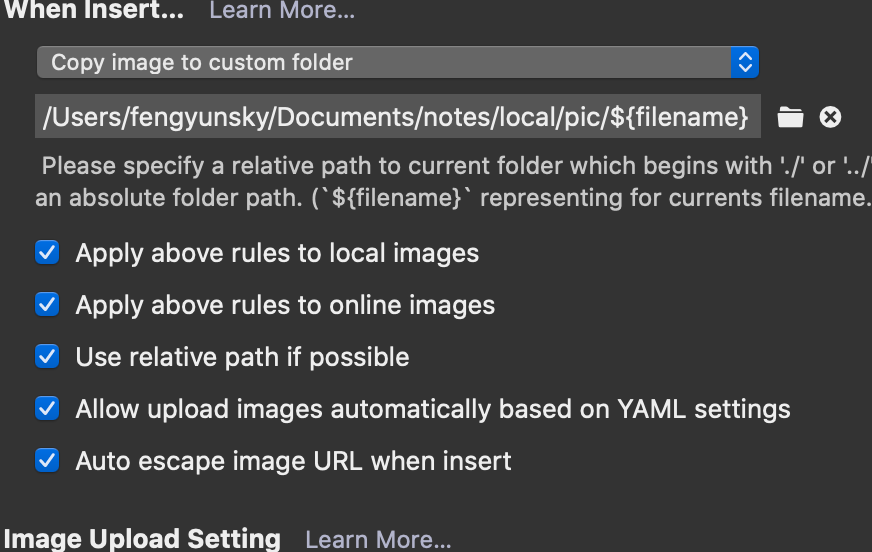 When Insert... Learn More...
Copy image to custom folder
/Users/fengyunsky/Documents/notes/local/pic/${filename}
Please specify a relative path to current folder which begins with './' or '../'
an absolute folder path. (`${filename}` representing for currents filename.
Apply above rules to local images
Apply above rules to online images
Use relative path if possible
Allow upload images automatically based on YAML settings
Auto escape image URL when insert
Image Upload Setting Learn More...